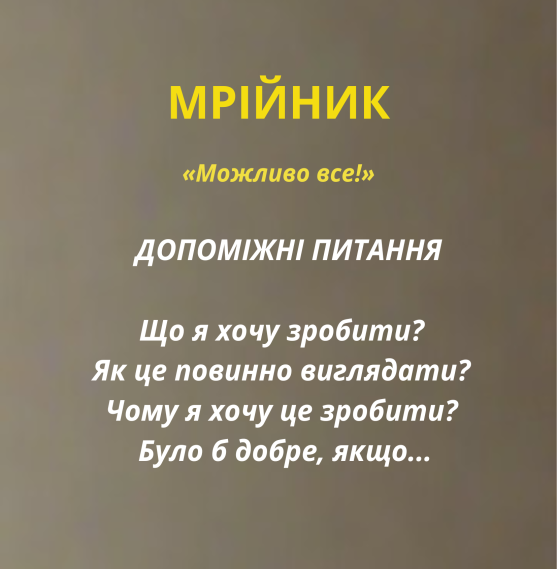 МРІЙНИК
«Можливо все!»
ДОПОМІЖНІ ПИТАННЯ
Що я хочу зробити?
Як це повинно виглядати?
Чому я хочу це зробити?
Було б добре, якщо...